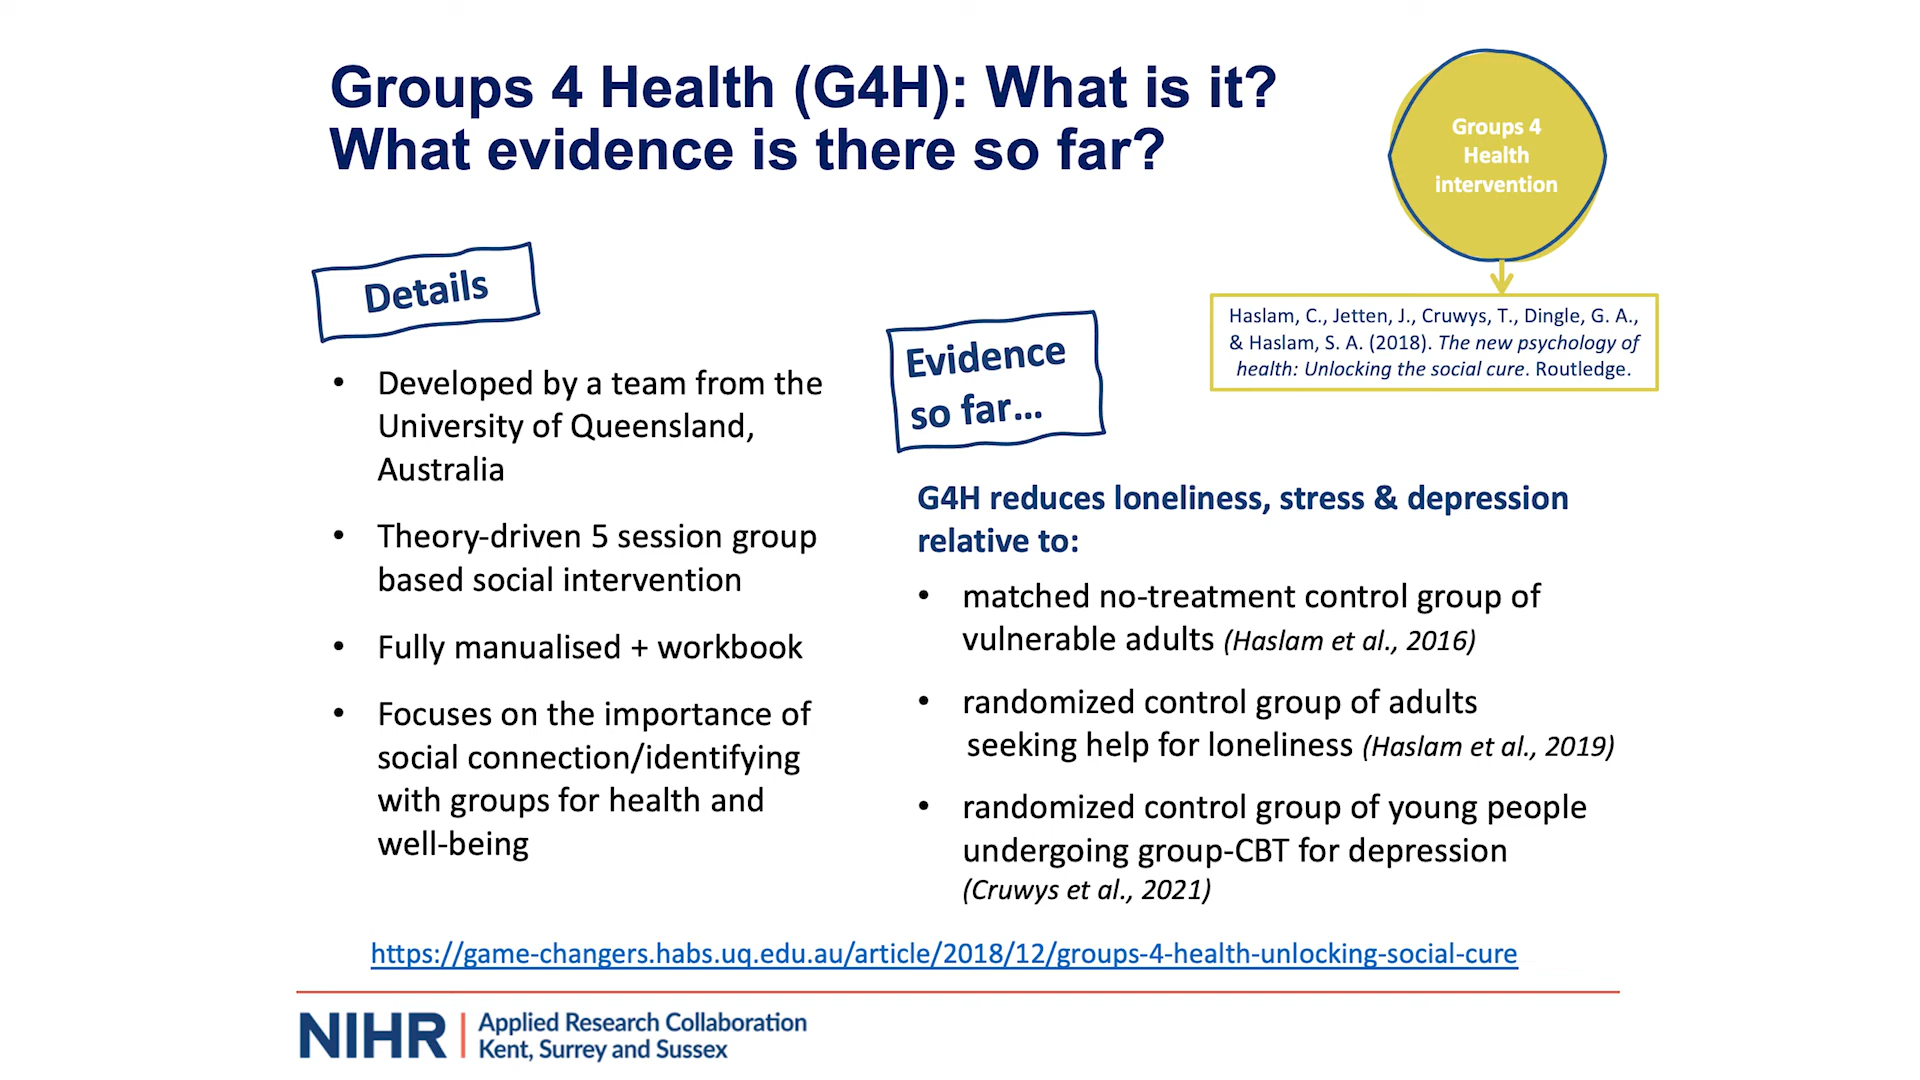 Groups 4 Health (G4H): What is it?
What evidence is there so far?
Groups 4
Health
intervention
Haslam, C., Jetten, J., Cruwys, T., Dingle, G. A.,
& Haslam, S. A. (2018). The new psychology of
health: Unlocking the social cure. Routledge.
Details
• Developed by a team from the
University of Queensland,
Australia
• Theory-driven 5 session group
based social intervention
• Fully manualised + workbook
• Focuses on the importance of
social connection/identifying
with groups for health and
well-being
Evidence
so far...
G4H reduces loneliness, stress & depression
relative to:
• matched no-treatment control group of
vulnerable adults (Haslam et al., 2016)
• randomized control group of adults
seeking help for loneliness (Haslam et al., 2019)
• randomized control group of young people
undergoing group-CBT for depression
(Cruwys et al., 2021)
https://game-changers.habs.uq.edu.au/article/2018/12/groups-4-health-unlocking-social-cure
NIHR | Applied Research Collaboration
Kent, Surrey and Sussex